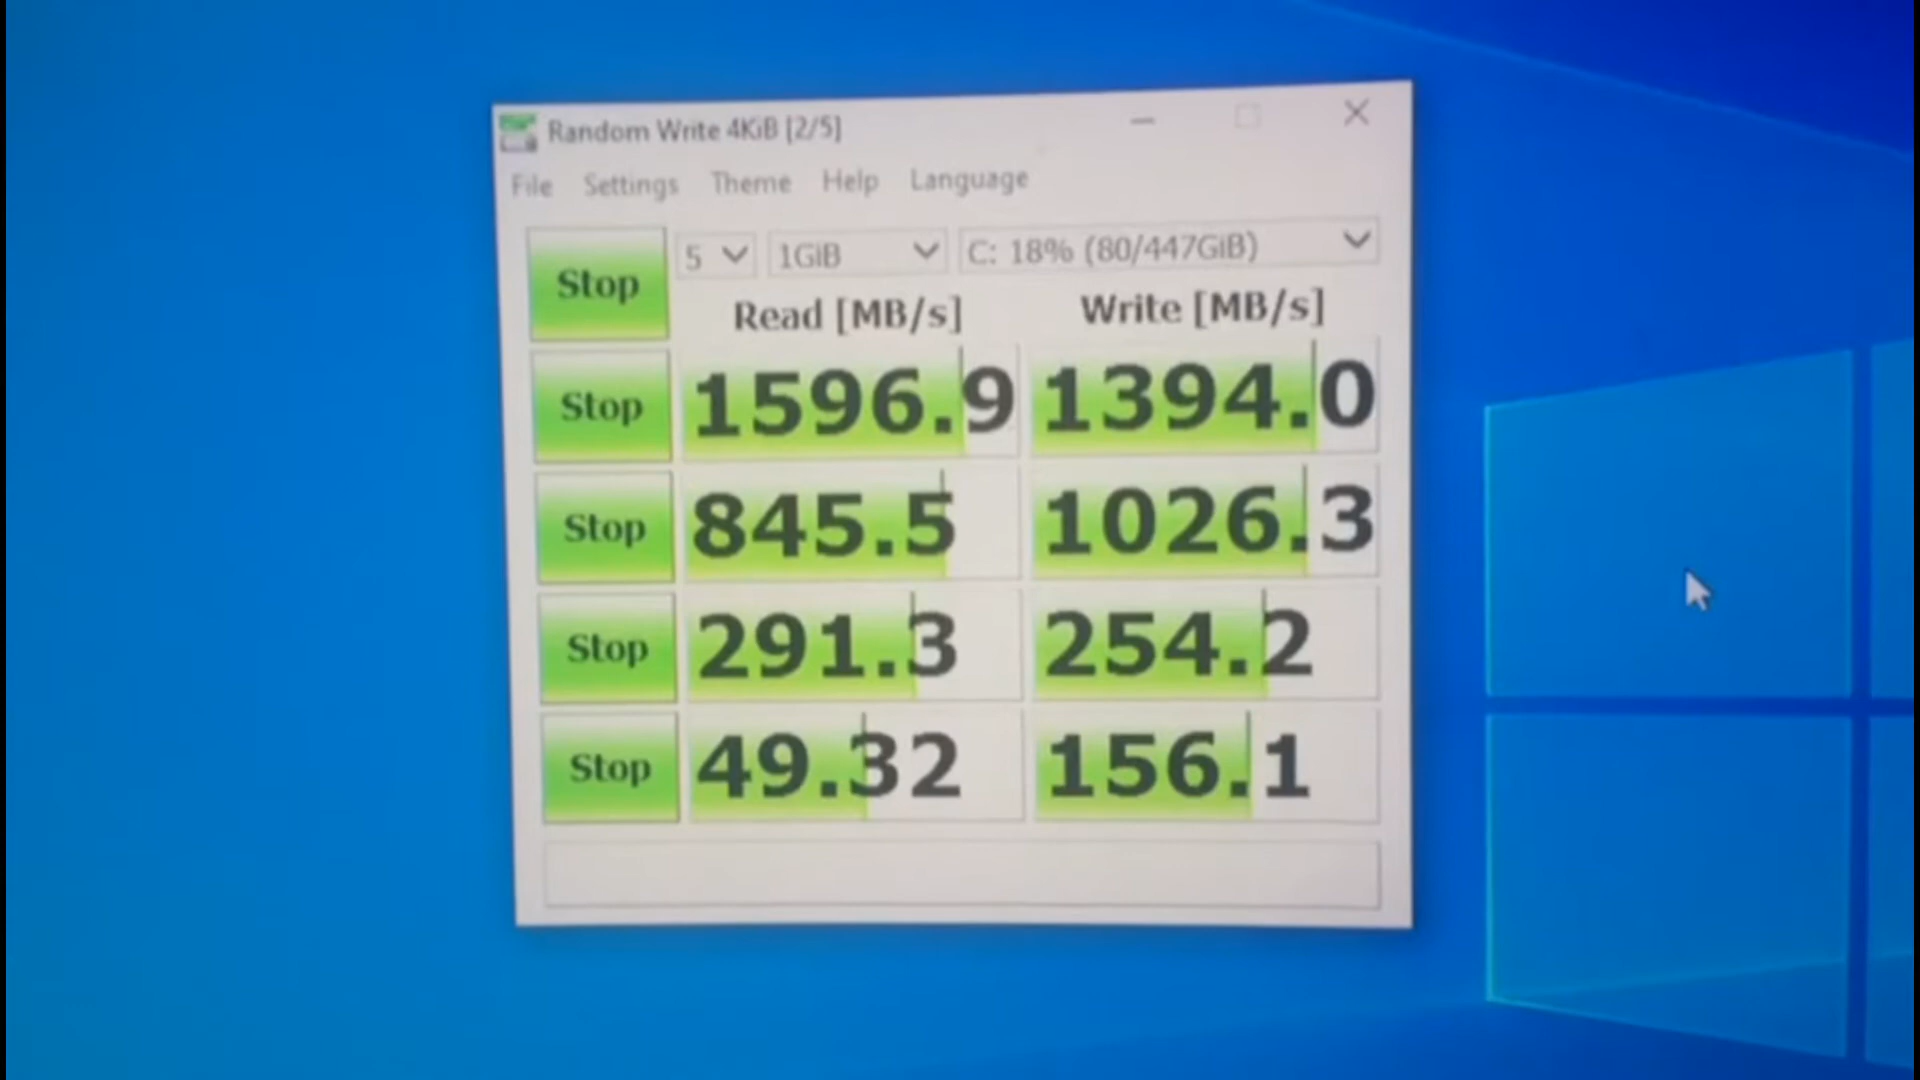 Random Write 4KiB [2/5]
File Settings Theme Help Language
Stop 5 1GiB C: 18% (80/447GiB)
Read [MB/s] Write [MB/s]
Stop 1596.9 1394.0
Stop 845.5 1026.3
Stop 291.3 254.2
Stop 49.32 156.1